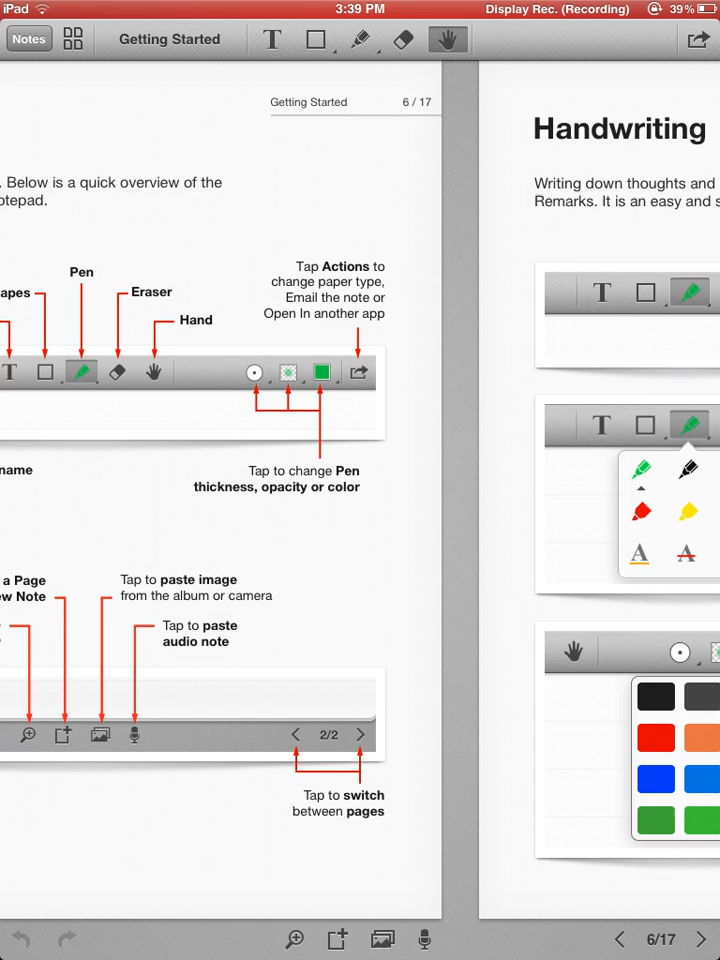 iPad 3:39 PM Display Rec. (Recording) 39%
Notes Getting Started T
Getting Started 6 / 17
. Below is a quick overview of the
otepad.
Pen
apes
Eraser
Hand
Tap Actions to
change paper type,
Email the note or
Open In another app
T
name
Tap to change Pen
thickness, opacity or color
a Page
ew Note
Tap to paste image
from the album or camera
Tap to paste
audio note
2/2
Tap to switch
between pages
Handwriting
Writing down thoughts and
Remarks. It is an easy and s
T
T
A A
6/17